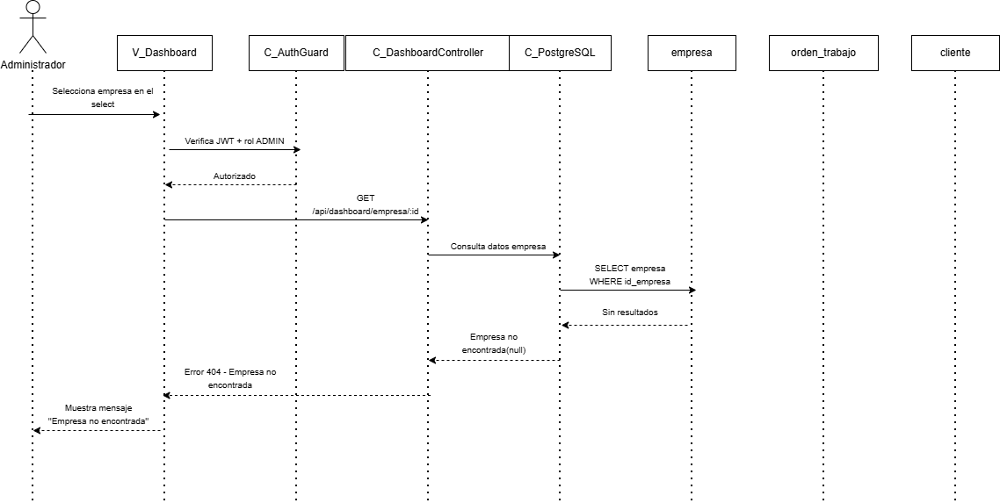 Administrador
V_Dashboard
C_AuthGuard
C_DashboardController
C_PostgreSQL
empresa
orden_trabajo
cliente
Selecciona empresa en el
select
Verifica JWT + rol ADMIN
Autorizado
GET
/api/dashboard/empresa/:id
Consulta datos empresa
SELECT empresa
WHERE id_empresa
Sin resultados
Empresa no
encontrada(null)
Error 404 - Empresa no
encontrada
Muestra mensaje
"Empresa no encontrada"